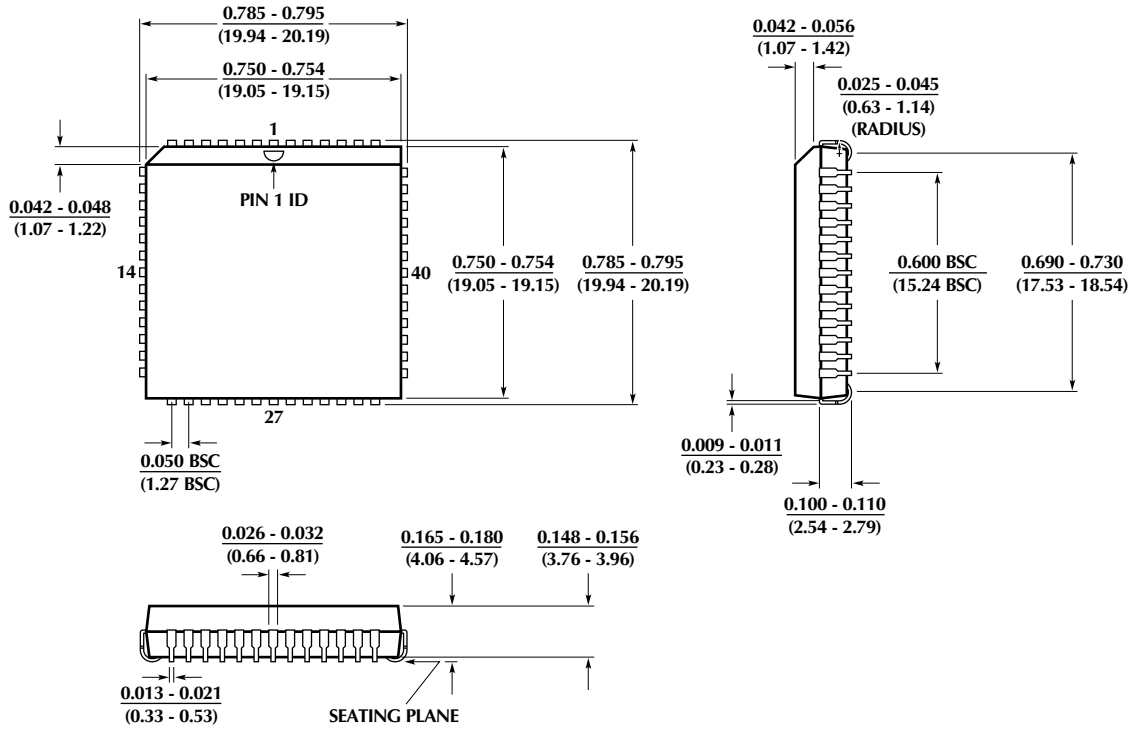 0.785 - 0.795
(19.94 - 20.19)
0.750 - 0.754
(19.05 - 19.15)
1
PIN 1 ID
0.042 - 0.048
(1.07 - 1.22)
14
40
0.750 - 0.754
(19.05 - 19.15)
0.785 - 0.795
(19.94 - 20.19)
27
0.050 BSC
(1.27 BSC)
0.042 - 0.056
(1.07 - 1.42)
0.025 - 0.045
(0.63 - 1.14)
(RADIUS)
0.600 BSC
(15.24 BSC)
0.690 - 0.730
(17.53 - 18.54)
0.009 - 0.011
(0.23 - 0.28)
0.100 - 0.110
(2.54 - 2.79)
0.026 - 0.032
(0.66 - 0.81)
0.165 - 0.180
(4.06 - 4.57)
0.148 - 0.156
(3.76 - 3.96)
0.013 - 0.021
(0.33 - 0.53)
SEATING PLANE